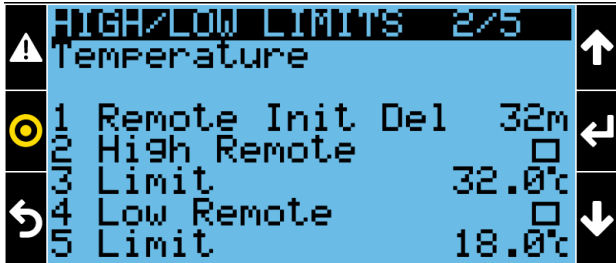 HIGH/LOW LIMITS 2/5
Temperature
1 Remote Init Del 32m
2 High Remote
3 Limit 32.0°c
4 Low Remote
5 Limit 18.0°c